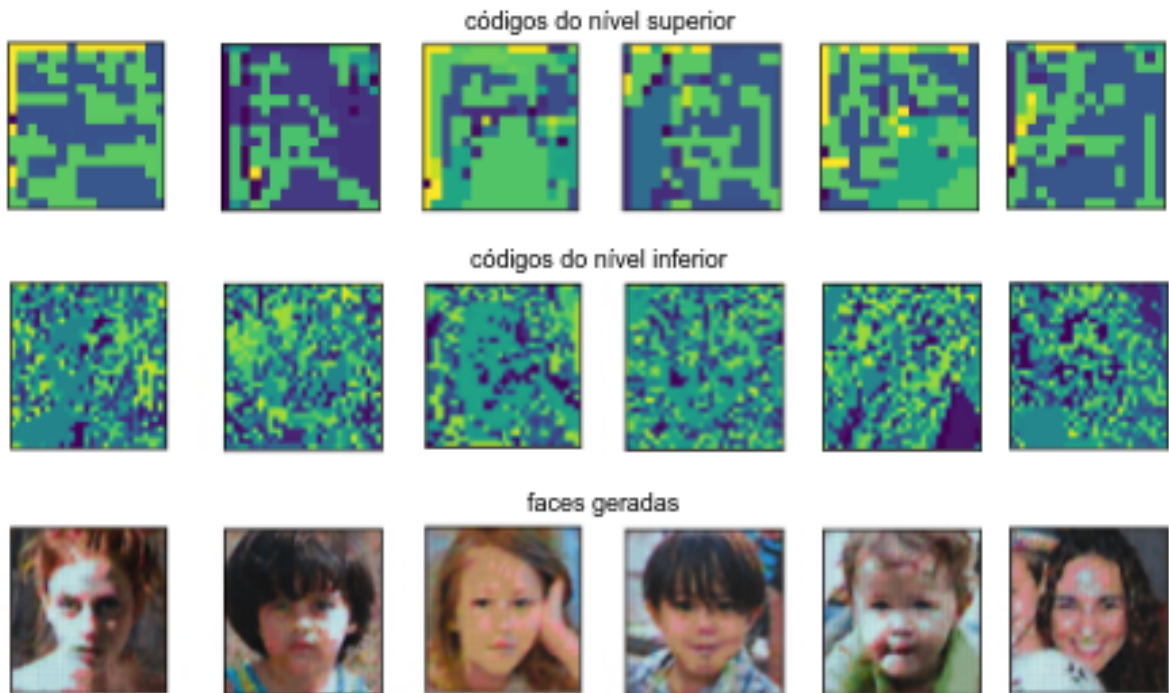 códigos do nível superior
códigos do nível inferior
faces geradas